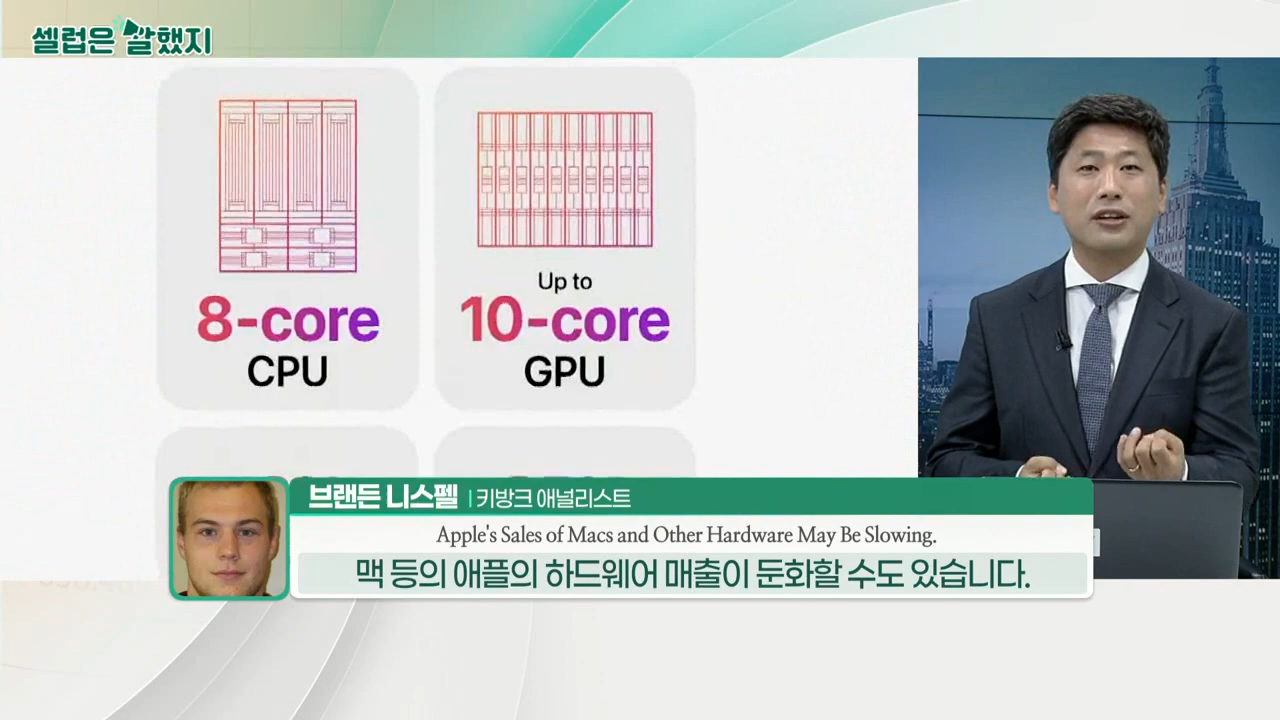 셀럽은 말했지
8-core
CPU
Up to
10-core
GPU
브랜든 니스펠 | 키방크 애널리스트
Apple's Sales of Macs and Other Hardware May Be Slowing.
맥 등의 애플의 하드웨어 매출이 둔화할 수도 있습니다.